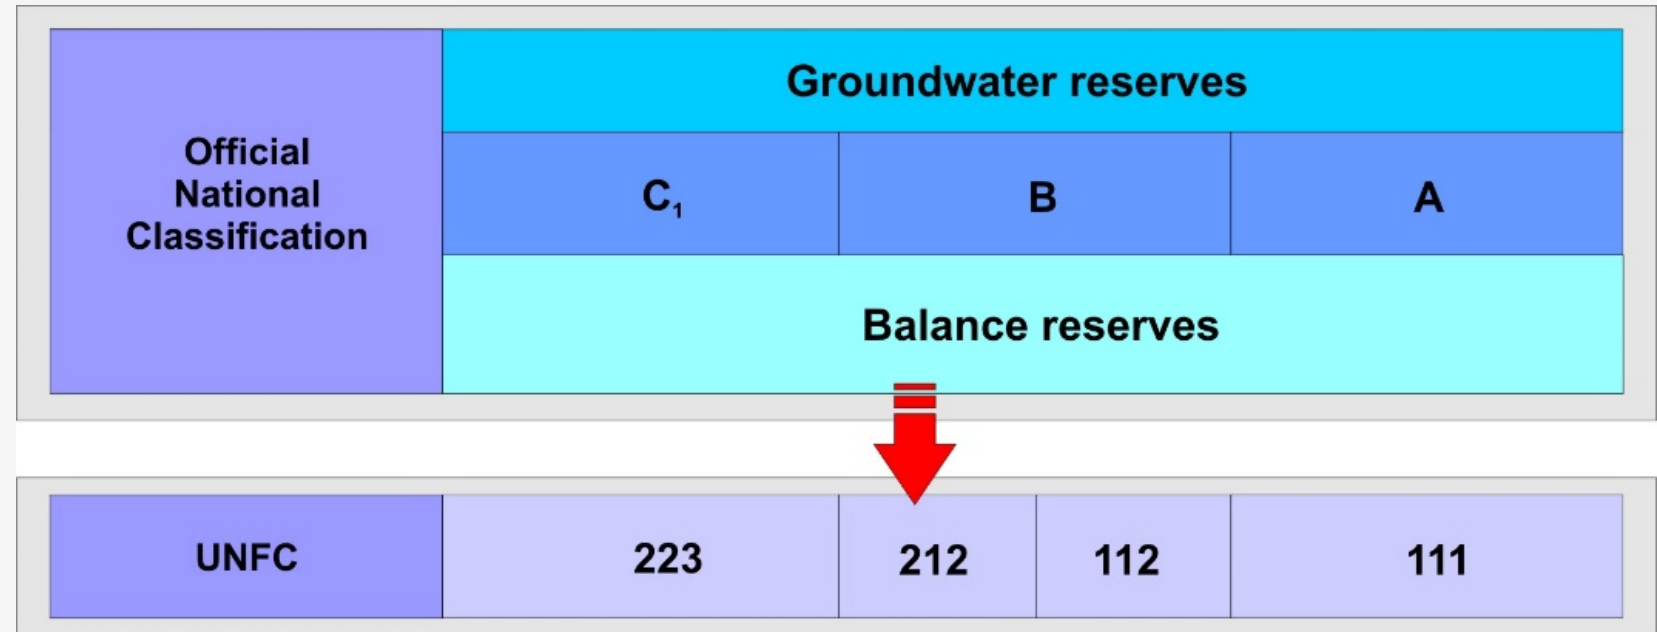 Groundwater reserves
Official
National
Classification
C₁
B
A
Balance reserves
UNFC
223
212
112
111